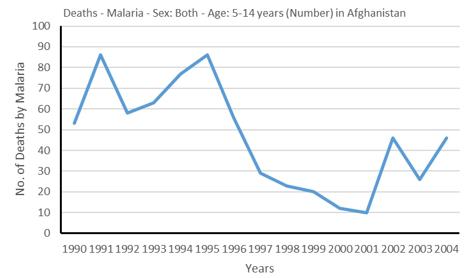 Deaths - Malaria - Sex: Both - Age: 5-14 years (Number) in Afghanistan
100
90
80
70
60
50
40
30
20
10
0
No. of Deaths by Malaria
1990 1991 1992 1993 1994 1995 1996 1997 1998 1999 2000 2001 2002 2003 2004
Years